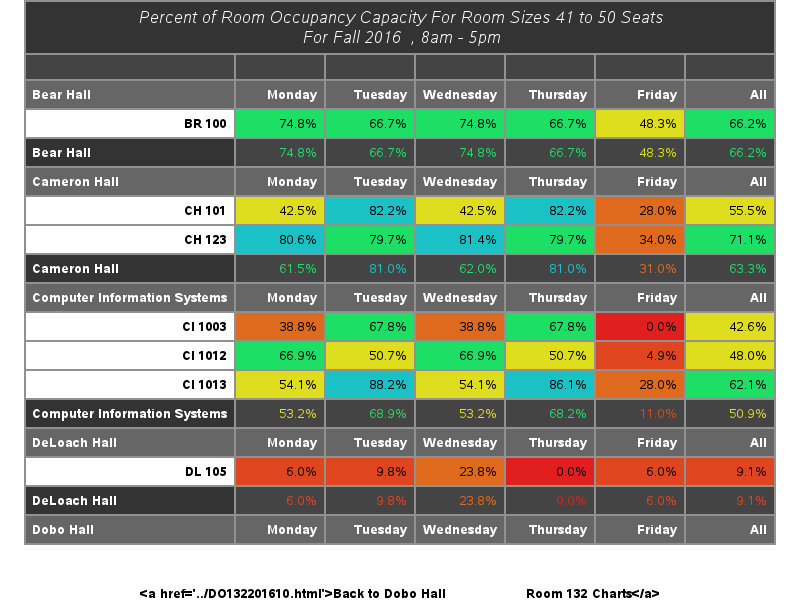 Percent of Room Occupancy Capacity For Room Sizes 41 to 50 Seats
For Fall 2016  , 8am - 5pm
Bear Hall Monday Tuesday Wednesday Thursday Friday All
BR 100 74.8% 66.7% 74.8% 66.7% 48.3% 66.2%
Bear Hall 74.8% 66.7% 74.8% 66.7% 48.3% 66.2%
Cameron Hall Monday Tuesday Wednesday Thursday Friday All
CH 101 42.5% 82.2% 42.5% 82.2% 28.0% 55.5%
CH 123 80.6% 79.7% 81.4% 79.7% 34.0% 71.1%
Cameron Hall 61.5% 81.0% 62.0% 81.0% 31.0% 63.3%
Computer Information Systems Monday Tuesday Wednesday Thursday Friday All
CI 1003 38.8% 67.8% 38.8% 67.8% 0.0% 42.6%
CI 1012 66.9% 50.7% 66.9% 50.7% 4.9% 48.0%
CI 1013 54.1% 88.2% 54.1% 86.1% 28.0% 62.1%
Computer Information Systems 53.2% 68.9% 53.2% 68.2% 11.0% 50.9%
DeLoach Hall Monday Tuesday Wednesday Thursday Friday All
DL 105 6.0% 9.8% 23.8% 0.0% 6.0% 9.1%
DeLoach Hall 6.0% 9.8% 23.8% 0.0% 6.0% 9.1%
Dobo Hall Monday Tuesday Wednesday Thursday Friday All
<a href='../DO132201610.html'>Back to Dobo Hall Room 132 Charts</a>